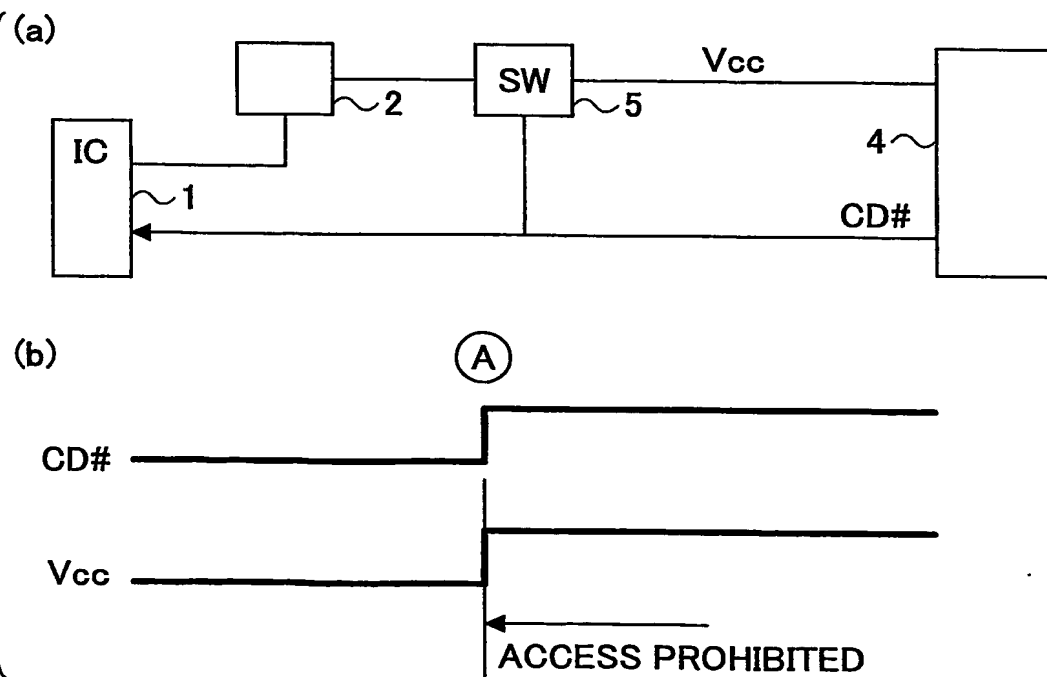 (a)
Vcc
SW
2
5
IC
4
1
CD#
(b)
A
CD#
Vcc
ACCESS PROHIBITED